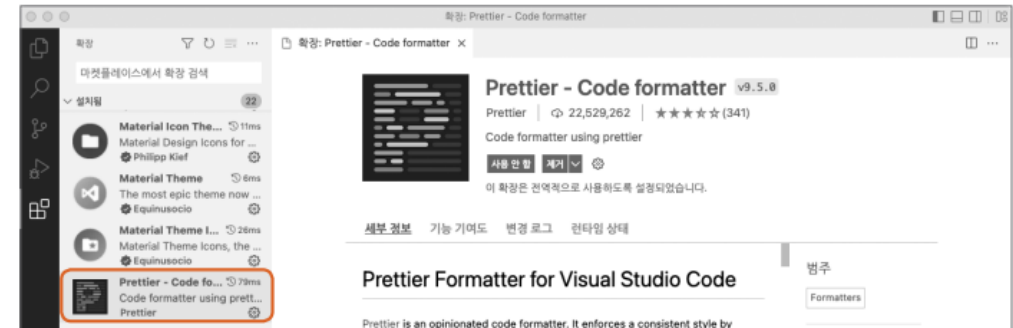 확장: Prettier - Code formatter
확장
확장: Prettier - Code formatter ×
마켓플레이스에서 확장 검색
설치됨 22
Material Icon The... 11ms
Material Design Icons for ...
Philipp Kief
Material Theme 6ms
The most epic theme now ...
Equinusocio
Material Theme I... 26ms
Material Theme Icons, the ...
Equinusocio
Prettier - Code fo... 79ms
Code formatter using prett...
Prettier
Prettier - Code formatter v9.5.0
Prettier 22,529,262 ★★★☆☆(341)
Code formatter using prettier
사용 안 함 제거
이 확장은 전역적으로 사용하도록 설정되었습니다.
세부 정보 기능 기여도 변경 로그 런타임 상태
Prettier Formatter for Visual Studio Code
Prettier is an opinionated code formatter. It enforces a consistent style by
범주
Formatters